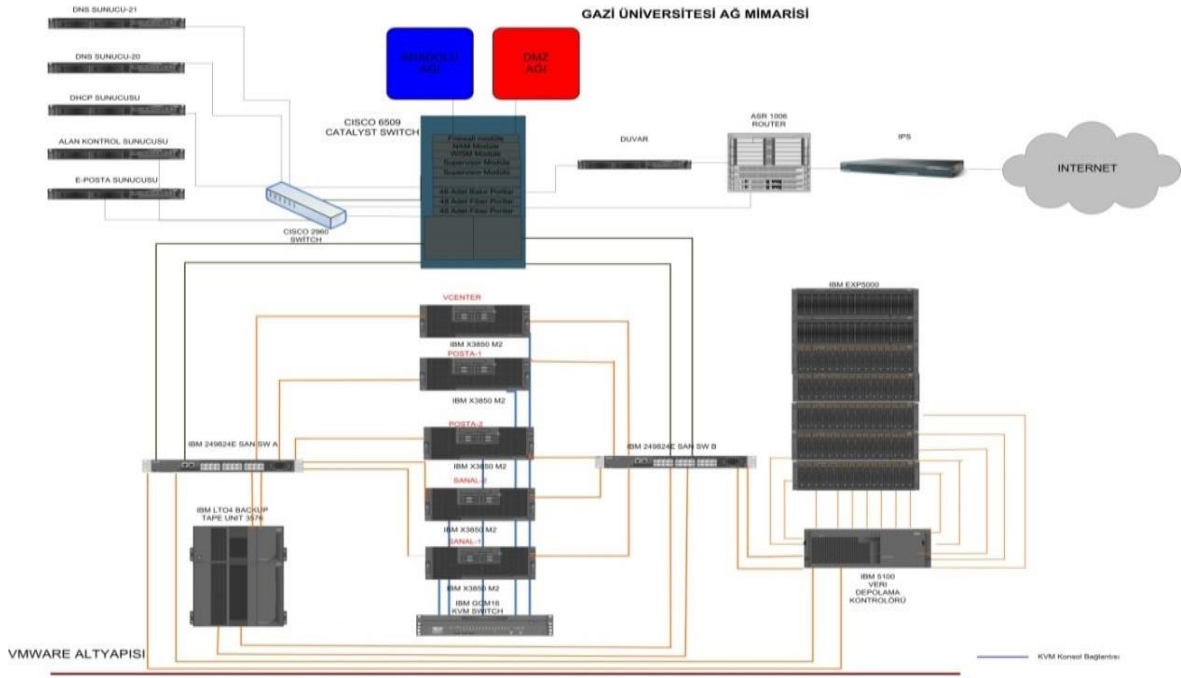 GAZİ ÜNİVERSİTESİ AĞ MİMARİSİ
DNS SUNUCU-21
DNS SUNUCU-20
DHCP SUNUCUSU
ALAN KONTROL SUNUCUSU
E-POSTA SUNUCUSU
CISCO 2960
SWİTCH
ANADOLU
AĞI
DMZ
AĞI
CISCO 6509
CATALYST SWITCH
Firewall module
NAM Module
WISM Module
Supervisor Module
Supervisor Module
48 Adet Bakır Portlar
48 Adet Fiber Portlar
48 Adet Fiber Portlar
DUVAR
ASR 1006
ROUTER
IPS
INTERNET
VCENTER
IBM X3850 M2
POSTA-1
IBM X3850 M2
POSTA-2
IBM X3850 M2
IBM X3850 M2
SANAL-1
IBM X3850 M2
IBM GCM16
KVM SWITCH
IBM 249824E SAN SW A
IBM 249824E SAN SW B
IBM LTO4 BACKUP
TAPE UNIT 3576
IBM EXP5000
IBM 5100
VERI
DEPOLAMA
KONTROLÖRÜ
VMWARE ALTYAPISI
KVM Konsol Bağlantısı